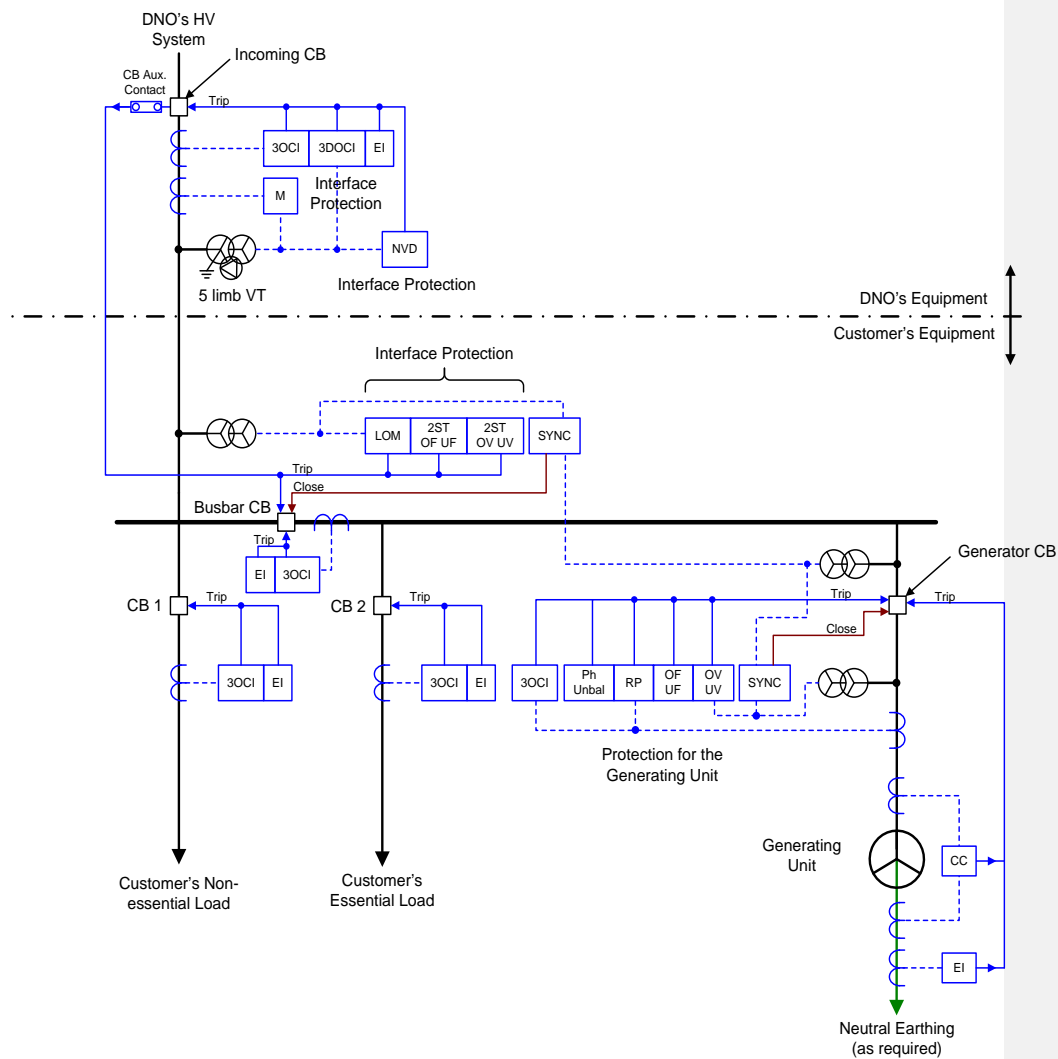 DNO's HV
System
Incoming CB
CB Aux.
Contact
Trip
3OCI
3DOCI
EI
Interface
Protection
M
NVD
5 limb VT
Interface Protection
DNO's Equipment
Customer's Equipment
Interface Protection
LOM
2ST
OF UF
2ST
OV UV
SYNC
Trip
Close
Busbar CB
Trip
EI
3OCI
Generator CB
CB 1
Trip
CB 2
Trip
Trip
Trip
Close
3OCI
EI
3OCI
EI
3OCI
Ph
Unbal
RP
OF
UF
OV
UV
SYNC
Protection for the
Generating Unit
Generating
Unit
CC
Customer's Non-
essential Load
Customer's
Essential Load
EI
Neutral Earthing
(as required)